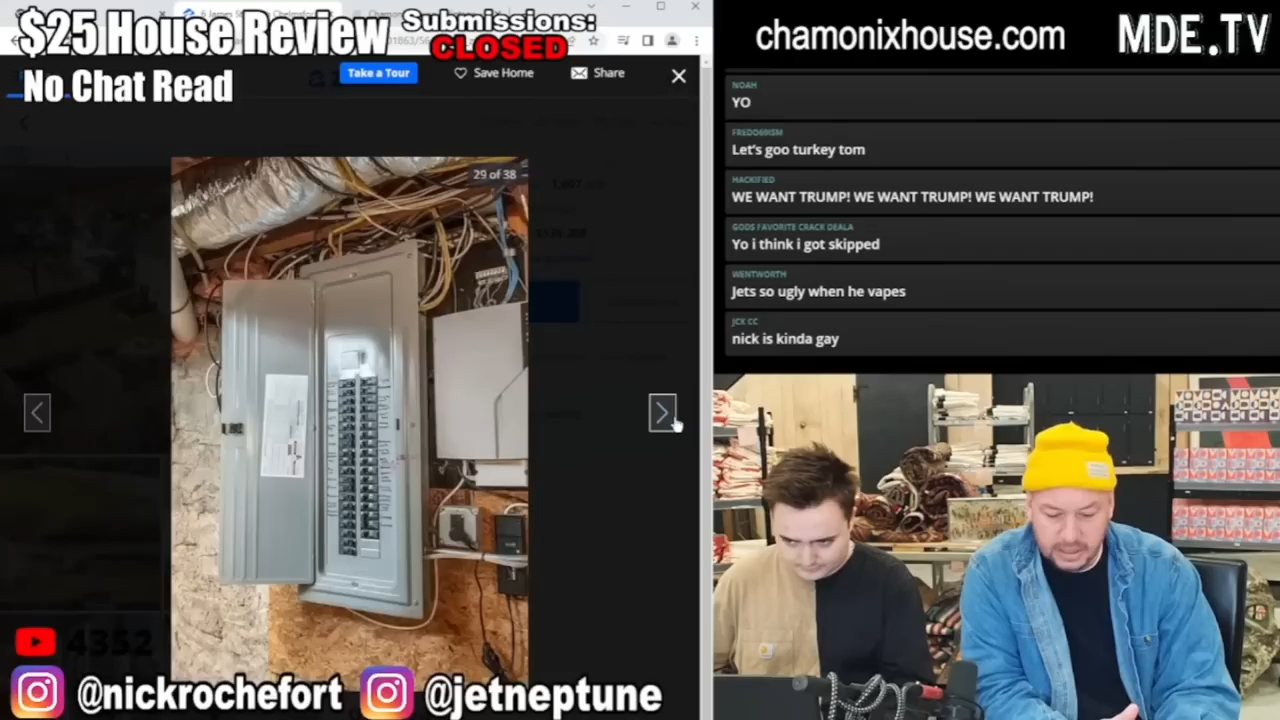 $25 House Review
No Chat Read
Submissions:
CLOSED
Take a Tour
Save Home
Share
29 of 38
4352
@nickrochefort
@jetneptune
chamonixhouse.com
MDE.TV
NOAH
YO
FREDO69ISM
Let's goo turkey tom
HACKIFIED
WE WANT TRUMP! WE WANT TRUMP! WE WANT TRUMP!
GODS FAVORITE CRACK DEALA
Yo i think i got skipped
WENTWORTH
Jets so ugly when he vapes
JCX CC
nick is kinda gay